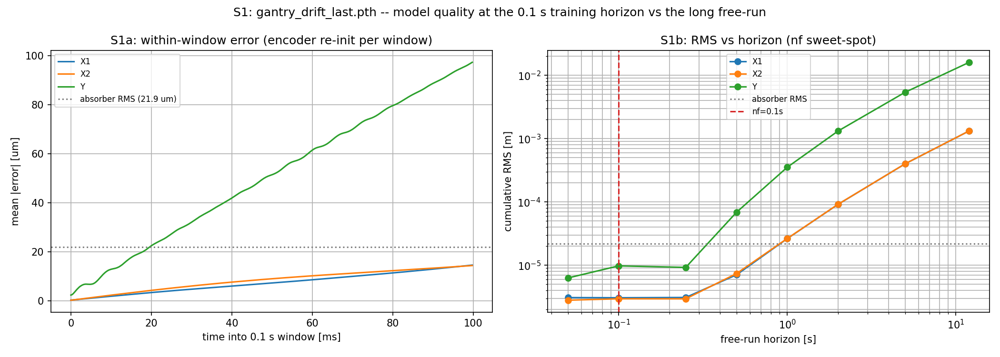 S1: gantry_drift_last.pth -- model quality at the 0.1 s training horizon vs the long free-run
S1a: within-window error (encoder re-init per window)
mean |error| [um]
100
80
60
40
20
0
X1
X2
Y
absorber RMS (21.9 um)
0
20
40
60
80
100
time into 0.1 s window [ms]
S1b: RMS vs horizon (nf sweet-spot)
cumulative RMS [m]
10⁻²
10⁻³
10⁻⁴
10⁻⁵
X1
X2
Y
absorber RMS
nf=0.1s
10⁻¹
10⁰
10¹
free-run horizon [s]